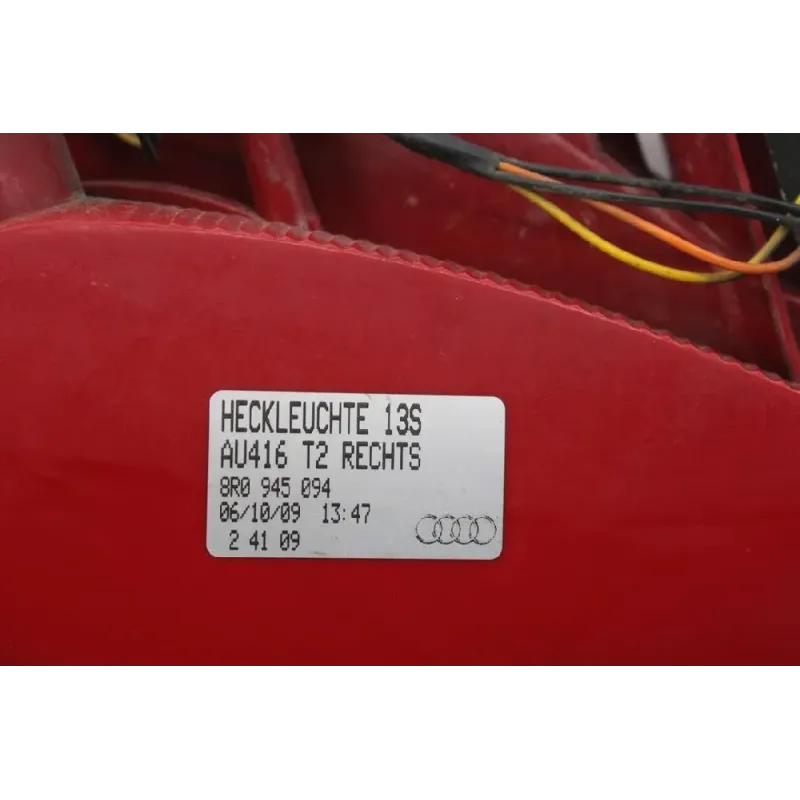 HECKLEUCHTE 13S
AU416 T2 RECHTS
8R0 945 094
06/10/09 13:47
2 41 09